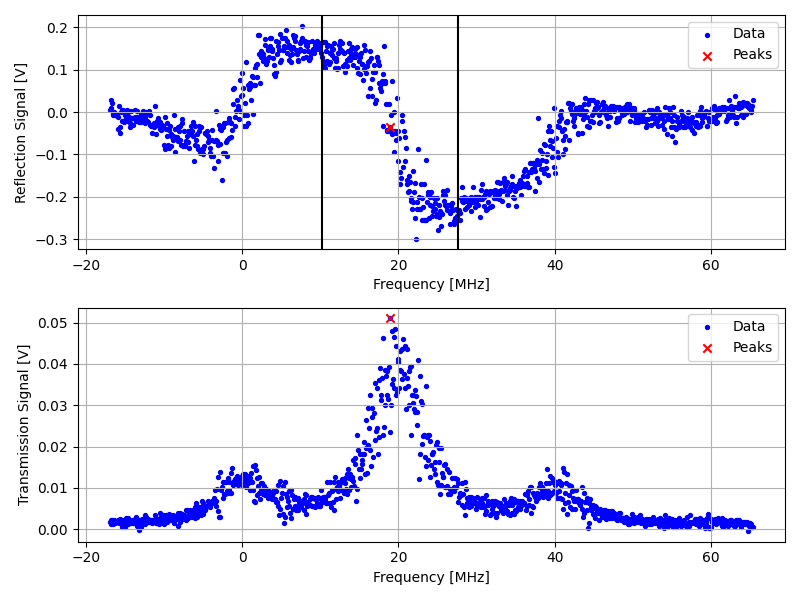 0.2
0.1
0.0
−0.1
−0.2
−0.3
Reflection Signal [V]
Data
Peaks
−20
0
20
40
60
Frequency [MHz]
0.05
0.04
0.03
0.02
0.01
0.00
Transmission Signal [V]
Data
Peaks
−20
0
20
40
60
Frequency [MHz]